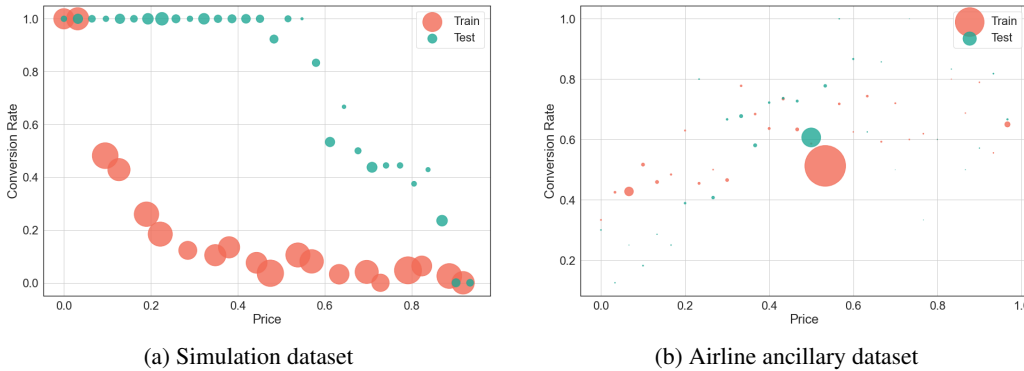 1.0
0.8
0.6
0.4
0.2
0.0
Conversion Rate
0.0 0.2 0.4 0.6 0.8
Price
Train
Test
(a) Simulation dataset
1.0
0.8
0.6
0.4
0.2
Conversion Rate
0.0 0.2 0.4 0.6 0.8 1.0
Price
Train
Test
(b) Airline ancillary dataset